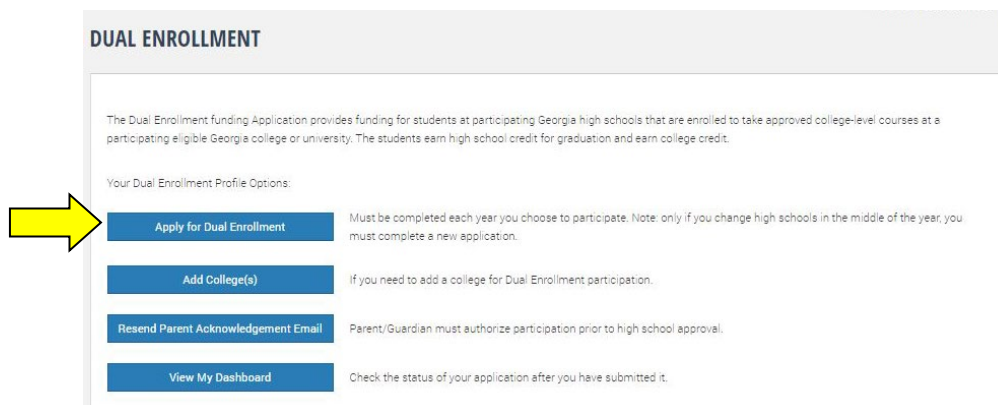 DUAL ENROLLMENT
The Dual Enrollment funding Application provides funding for students at participating Georgia high schools that are enrolled to take approved college-level courses at a
participating eligible Georgia college or university. The students earn high school credit for graduation and earn college credit.
Your Dual Enrollment Profile Options:
Apply for Dual Enrollment
Must be completed each year you choose to participate. Note: only if you change high schools in the middle of the year, you
must complete a new application.
Add College(s)
If you need to add a college for Dual Enrollment participation.
Resend Parent Acknowledgement Email
Parent/Guardian must authorize participation prior to high school approval.
View My Dashboard
Check the status of your application after you have submitted it.